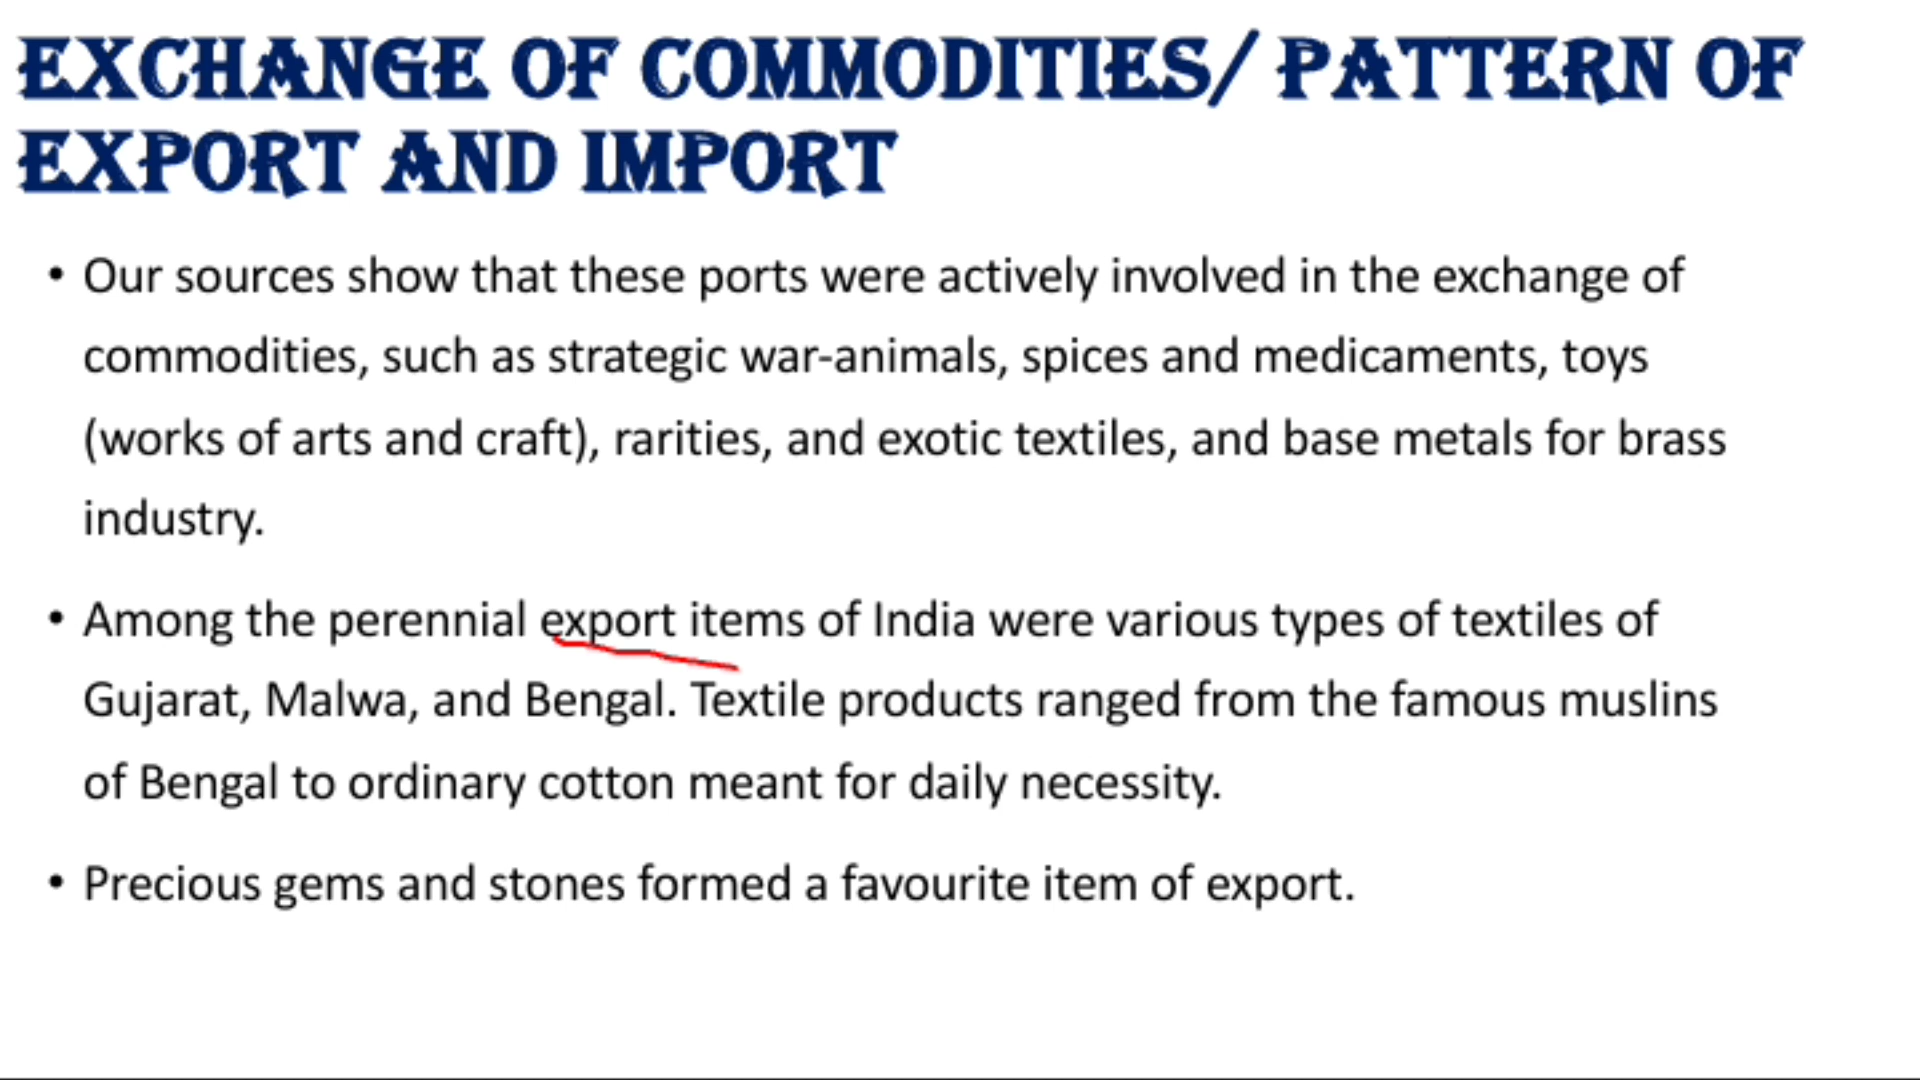 EXCHANGE OF COMMODITIES/ PATTERN OF
EXPORT AND IMPORT
• Our sources show that these ports were actively involved in the exchange of
commodities, such as strategic war-animals, spices and medicaments, toys
(works of arts and craft), rarities, and exotic textiles, and base metals for brass
industry.
• Among the perennial export items of India were various types of textiles of
Gujarat, Malwa, and Bengal. Textile products ranged from the famous muslins
of Bengal to ordinary cotton meant for daily necessity.
• Precious gems and stones formed a favourite item of export.